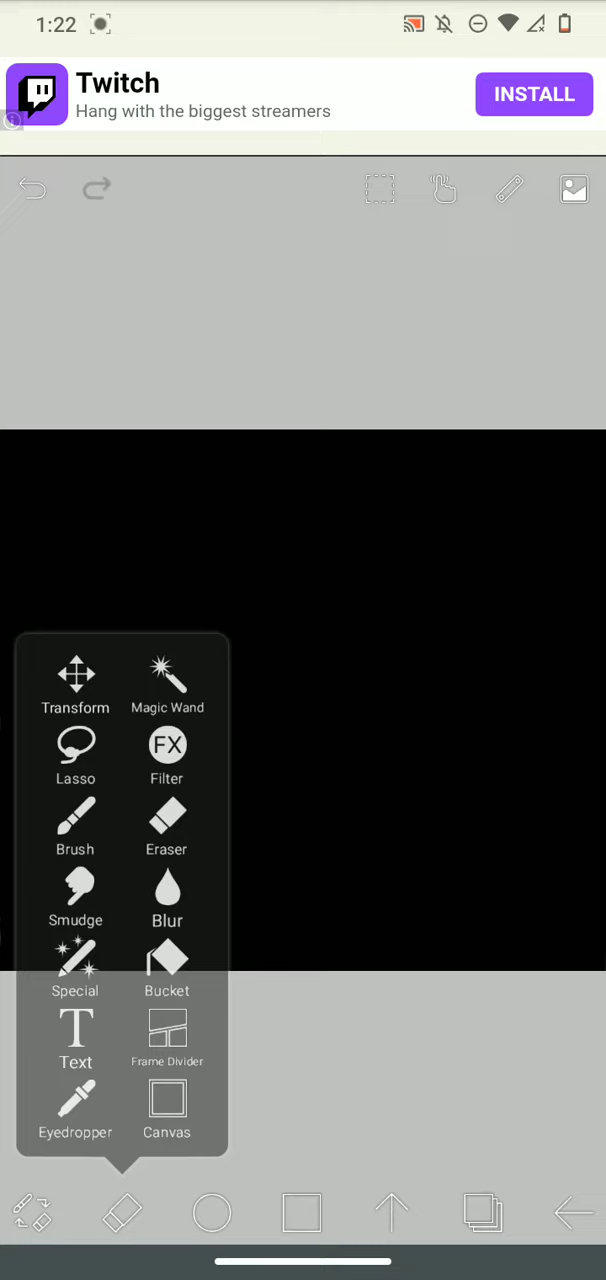 1:22
Twitch
Hang with the biggest streamers
INSTALL
Transform
Magic Wand
Lasso
FX
Filter
Brush
Eraser
Smudge
Blur
Special
Bucket
T
Text
Frame Divider
Eyedropper
Canvas